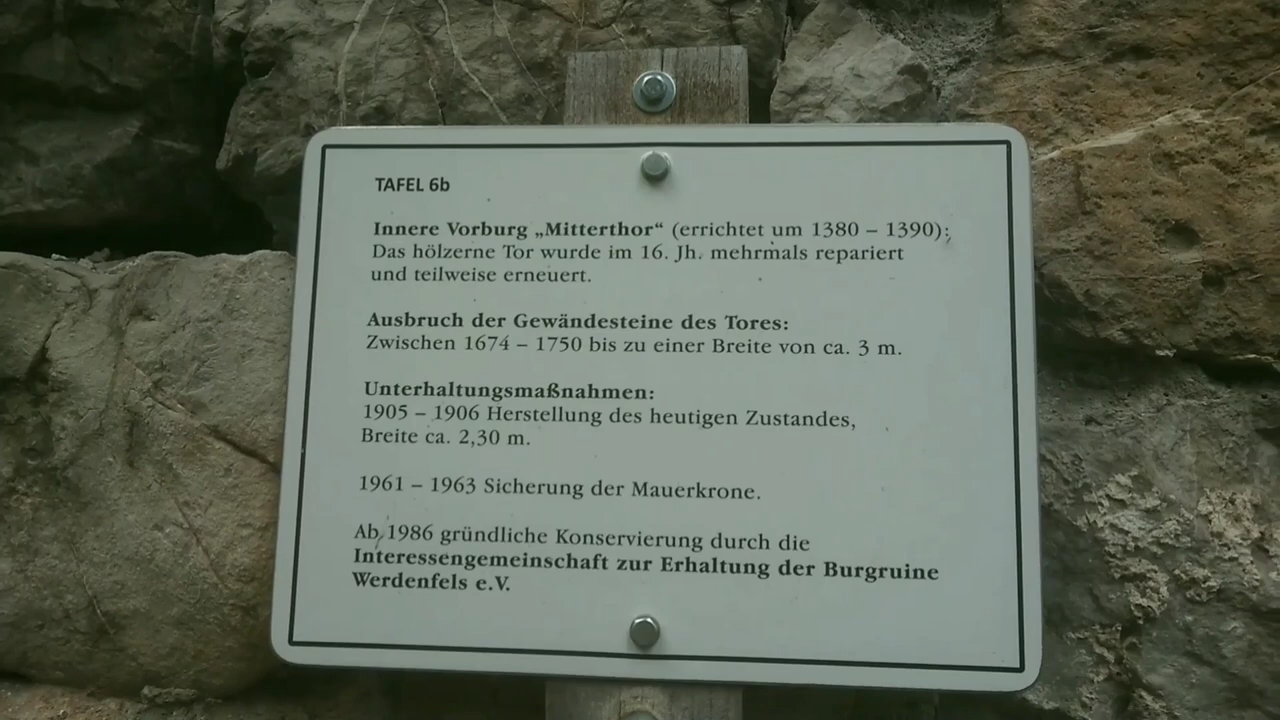 TAFEL 6b
Innere Vorburg „Mitterthor“ (errichtet um 1380 – 1390);
Das hölzerne Tor wurde im 16. Jh. mehrmals repariert
und teilweise erneuert.
Ausbruch der Gewändesteine des Tores:
Zwischen 1674 – 1750 bis zu einer Breite von ca. 3 m.
Unterhaltungsmaßnahmen:
1905 – 1906 Herstellung des heutigen Zustandes,
Breite ca. 2,30 m.
1961 – 1963 Sicherung der Mauerkrone.
Ab 1986 gründliche Konservierung durch die
Interessengemeinschaft zur Erhaltung der Burgruine
Werdenfels e.V.